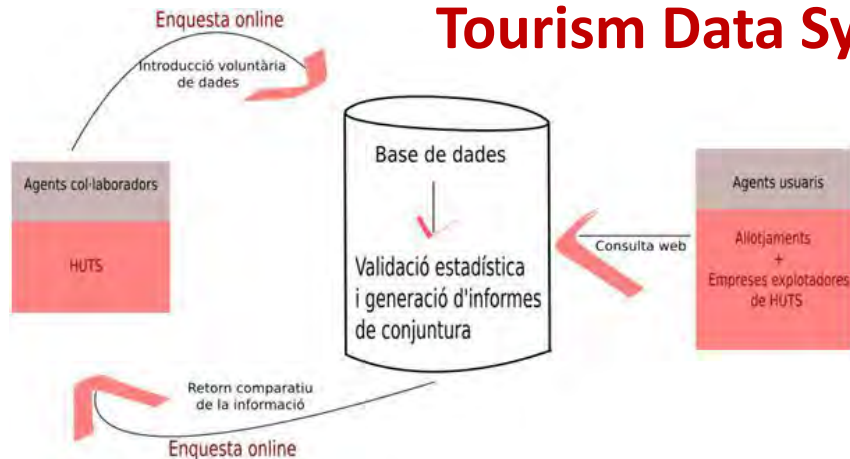 Tourism Data Sy
Enquesta online
Introducció voluntària
de dades
Agents col·laboradors
HUTS
Base de dades
Validació estadística
i generació d'informes
de conjuntura
Consulta web
Agents usuaris
Allotjaments
+
Empreses explotadores
de HUTS
Retorn comparatiu
de la informació
Enquesta online